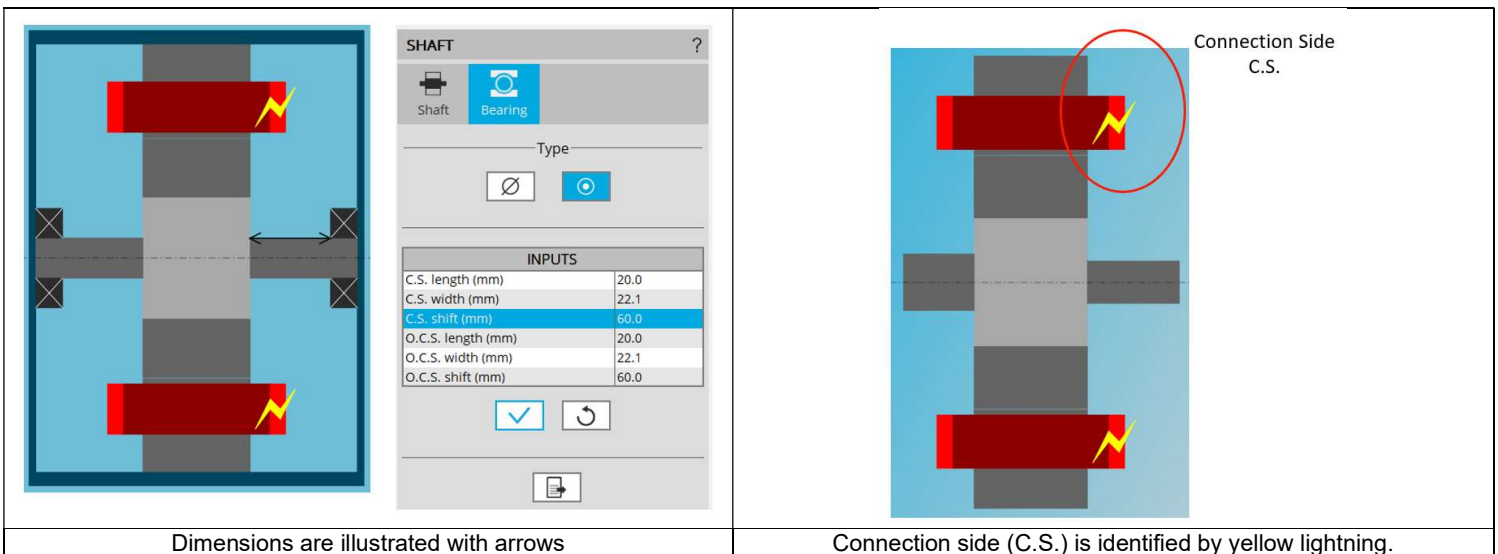 SHAFT ?
Shaft Bearing
Type
INPUTS
C.S. length (mm) 20.0
C.S. width (mm) 22.1
C.S. shift (mm) 60.0
O.C.S. length (mm) 20.0
O.C.S. width (mm) 22.1
O.C.S. shift (mm) 60.0
Dimensions are illustrated with arrows
Connection Side
C.S.
Connection side (C.S.) is identified by yellow lightning.